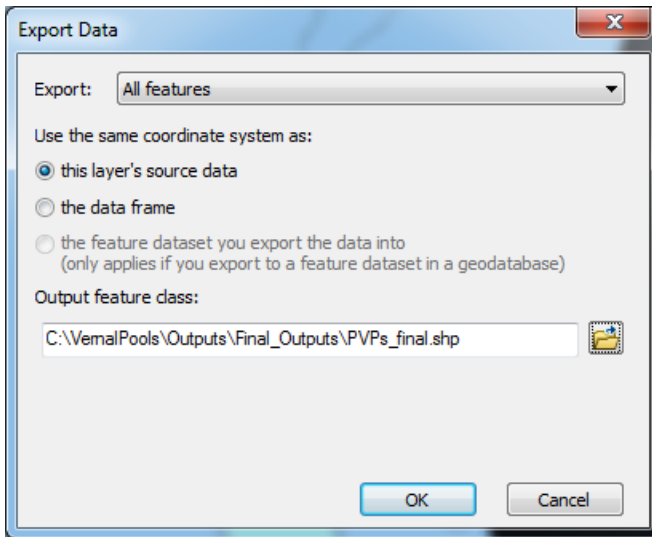 Export Data
Export: All features
Use the same coordinate system as:
this layer's source data
the data frame
the feature dataset you export the data into
(only applies if you export to a feature dataset in a geodatabase)
Output feature class:
C:\VernalPools\Outputs\Final_Outputs\PVPs_final.shp
OK Cancel